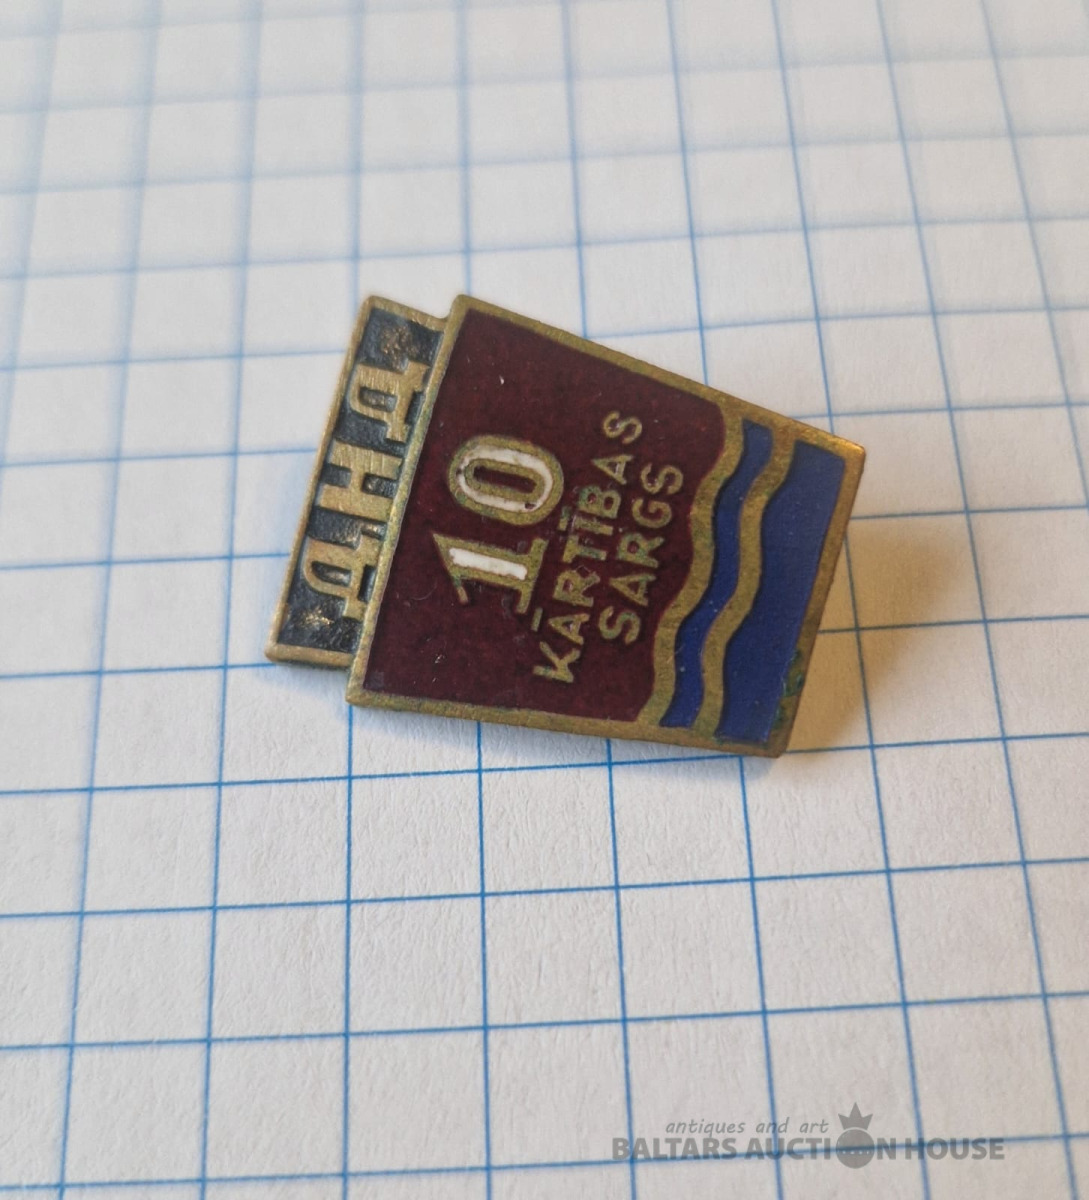 ДНД
10
KĀRTĪBAS
SARGS
antiques and art
BALTARS AUCTION HOUSE